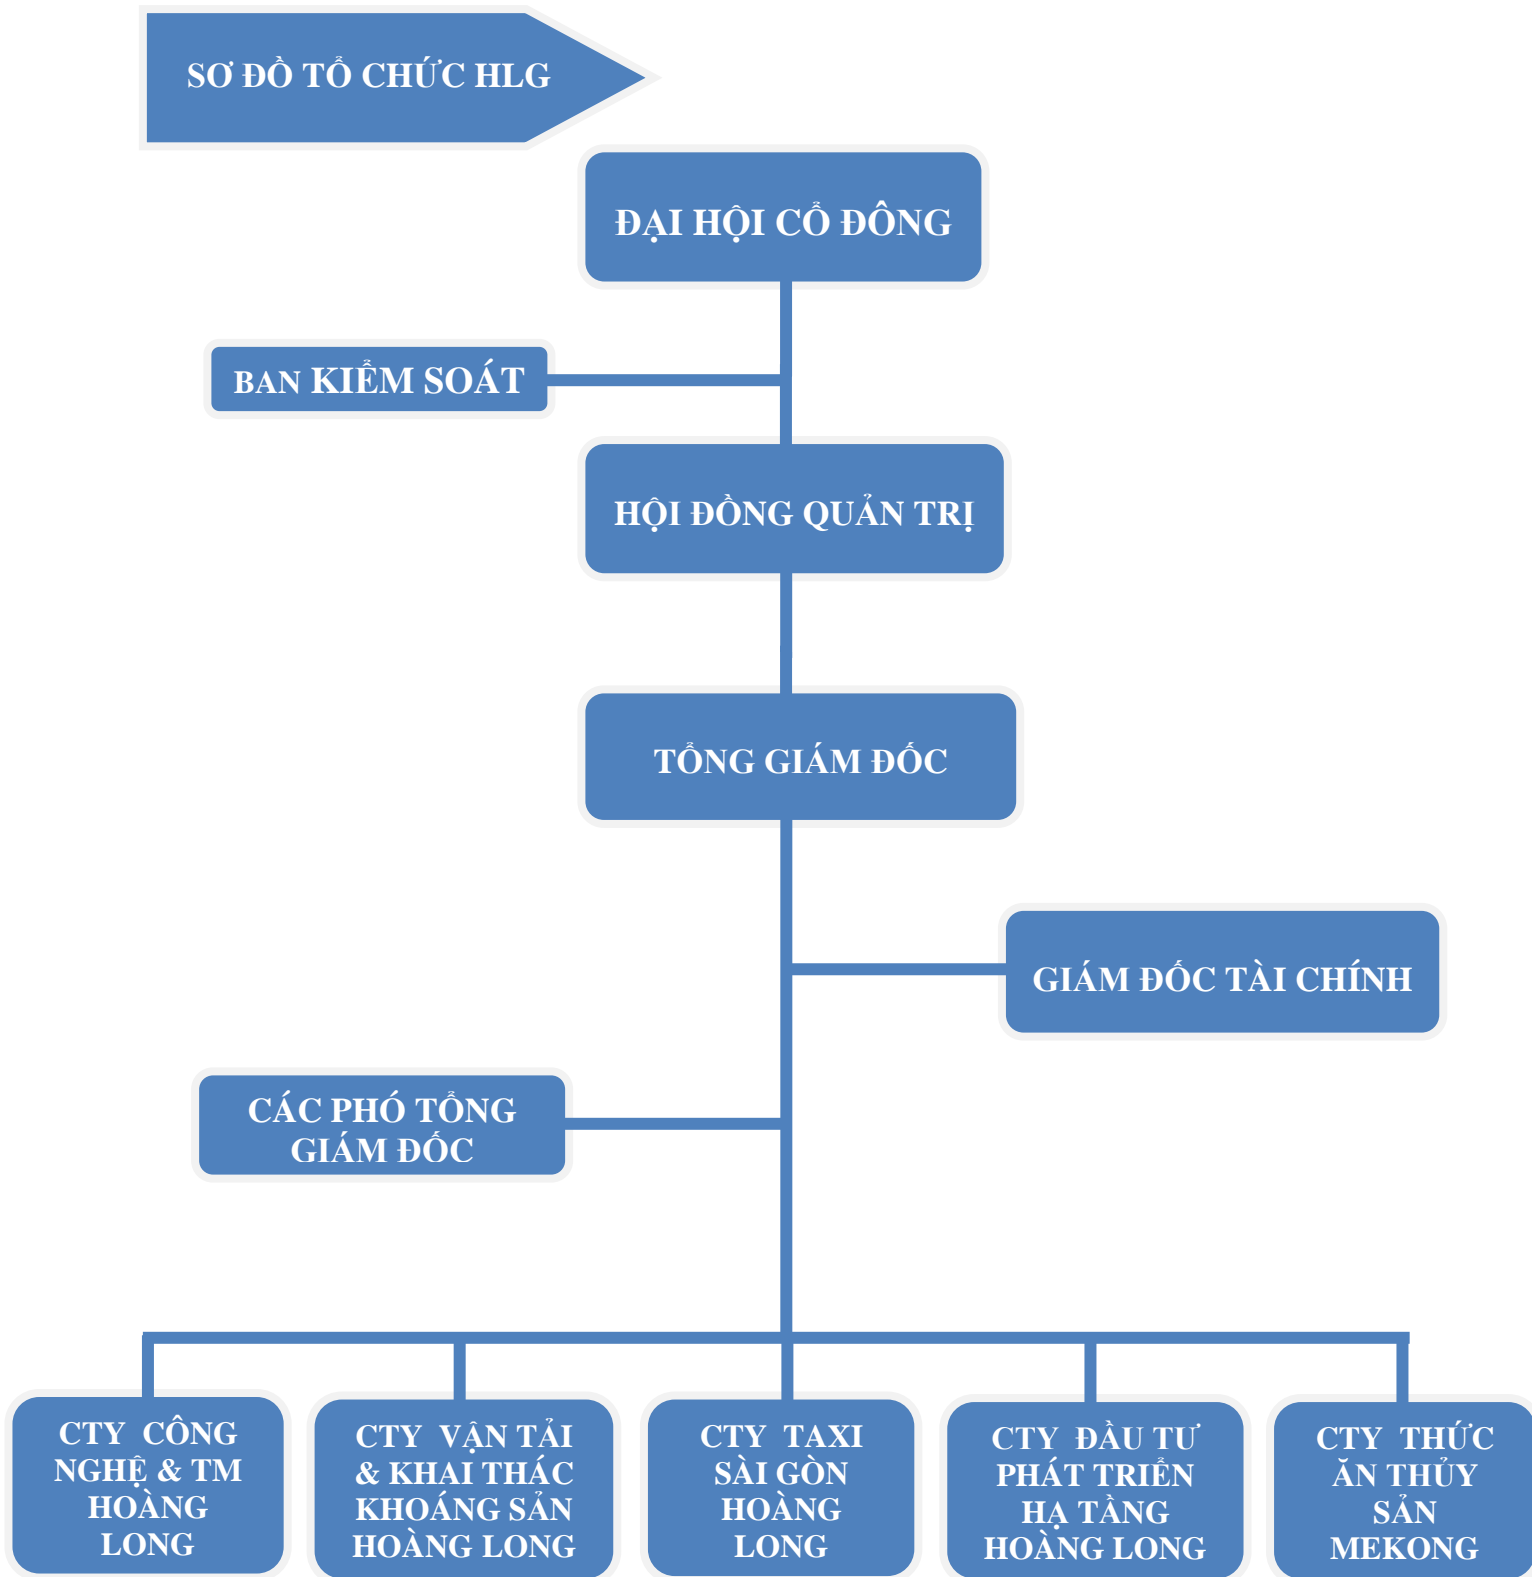 SƠ ĐỒ TỔ CHỨC HLG
ĐẠI HỘI CỔ ĐÔNG
BAN KIỂM SOÁT
HỘI ĐỒNG QUẢN TRỊ
TỔNG GIÁM ĐỐC
GIÁM ĐỐC TÀI CHÍNH
CÁC PHÓ TỔNG
GIÁM ĐỐC
CTY CÔNG
NGHỆ & TM
HOÀNG
LONG
CTY VẬN TẢI
& KHAI THÁC
KHOÁNG SẢN
HOÀNG LONG
CTY TAXI
SÀI GÒN
HOÀNG
LONG
CTY ĐẦU TƯ
PHÁT TRIỄN
HẠ TẦNG
HOÀNG LONG
CTY THỨC
ĂN THỦY
SẢN
MEKONG